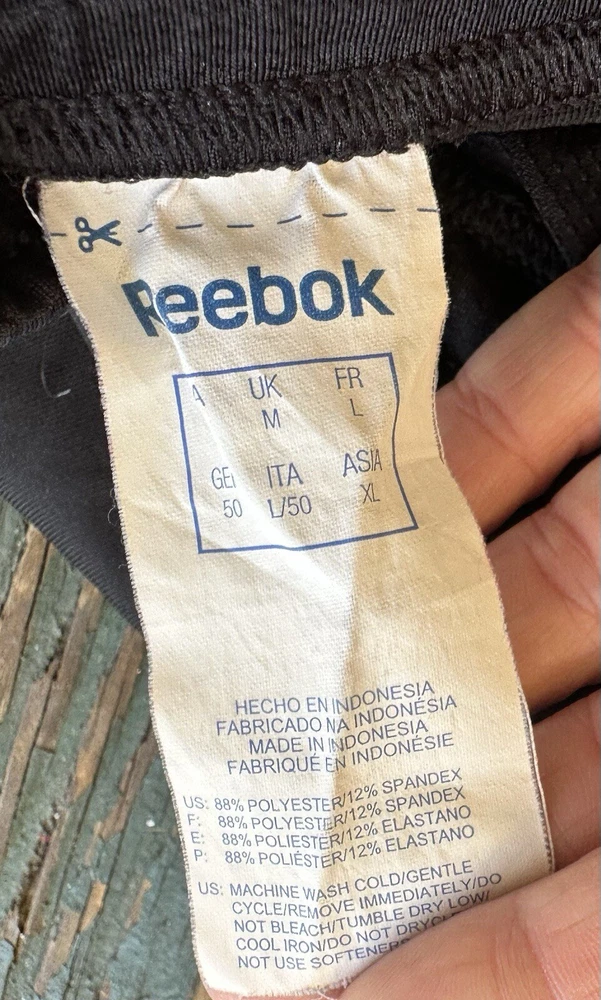 Reebok
UK FR
M L
GER ITA ASIA
50 L/50 XL
HECHO EN INDONESIA
FABRICADO NA INDONÉSIA
MADE IN INDONESIA
FABRIQUÉ EN INDONÉSIE
US: 88% POLYESTER/12% SPANDEX
F: 88% POLYESTER/12% SPANDEX
E: 88% POLIESTER/12% ELASTANO
P: 88% POLIÉSTER/12% ELASTANO
US: MACHINE WASH COLD/GENTLE
CYCLE/REMOVE IMMEDIATELY/DO
NOT BLEACH/TUMBLE DRY LOW/
COOL IRON/DO NOT DRYCLEAN
NOT USE SOFTENERS